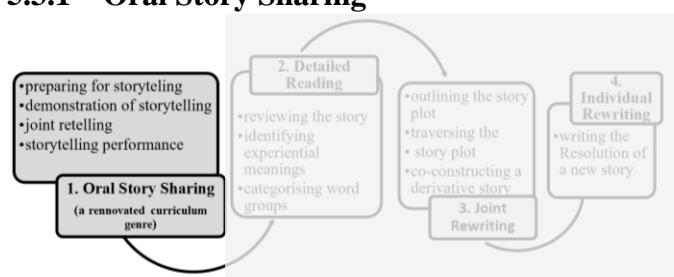 5.5.1 Oral Story Sharing
•preparing for storyteling
•demonstration of storytelling
•joint retelling
•storytelling performance
1. Oral Story Sharing
(a rennovated curriculum
genre)
2. Detailed
Reading
•reviewing the story
•identifying
experiential
meanings
•categorising word
groups
•outlining the story
plot
•traversing the
• story plot
•co-constructing a
derivative story
3. Joint
Rewriting
4.
Individual
Rewriting
•writing the
Resolution of
a new story